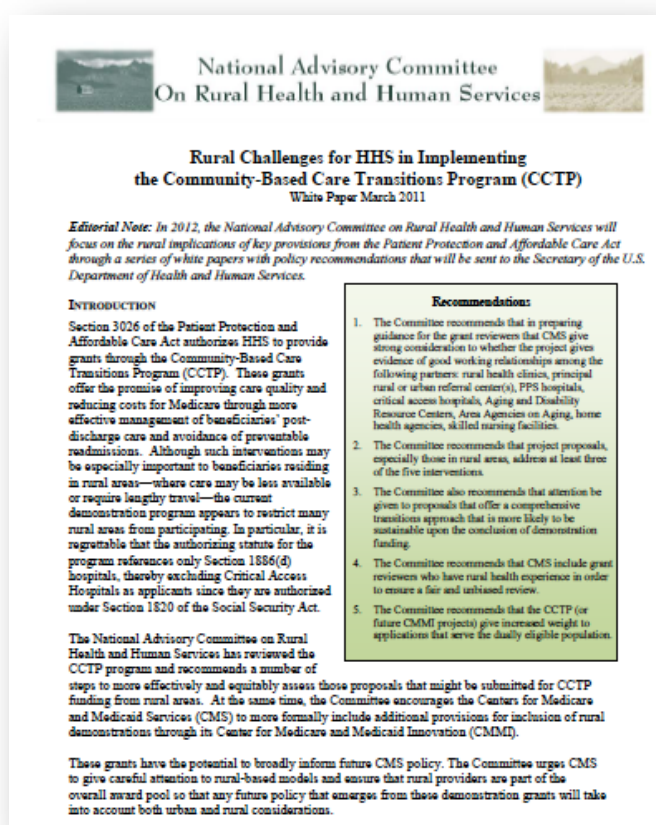 National Advisory Committee
On Rural Health and Human Services
Rural Challenges for HHS in Implementing
the Community-Based Care Transitions Program (CCTP)
White Paper March 2011
Editorial Note: In 2012, the National Advisory Committee on Rural Health and Human Services will
focus on the rural implications of key provisions from the Patient Protection and Affordable Care Act
through a series of white papers with policy recommendations that will be sent to the Secretary of the U.S.
Department of Health and Human Services.
INTRODUCTION
Section 3026 of the Patient Protection and
Affordable Care Act authorizes HHS to provide
grants through the Community-Based Care
Transitions Program (CCTP). These grants
offer the promise of improving care quality and
reducing costs for Medicare through more
effective management of beneficiaries' post-
discharge care and avoidance of preventable
readmissions. Although such interventions may
be especially important to beneficiaries residing
in rural areas—where care may be less available
or require lengthy travel—the current
demonstration program appears to restrict many
rural areas from participating. In particular, it is
regrettable that the authorizing statute for the
program references only Section 1886(d)
hospitals, thereby excluding Critical Access
Hospitals as applicants since they are authorized
under Section 1820 of the Social Security Act.
The National Advisory Committee on Rural
Health and Human Services has reviewed the
CCTP program and recommends a number of
steps to more effectively and equitably assess those proposals that might be submitted for CCTP
funding from rural areas. At the same time, the Committee encourages the Centers for Medicare
and Medicaid Services (CMS) to more formally include additional provisions for inclusion of rural
demonstrations through its Center for Medicare and Medicaid Innovation (CMMI).
These grants have the potential to broadly inform future CMS policy. The Committee urges CMS
to give careful attention to rural-based models and ensure that rural providers are part of the
overall award pool so that any future policy that emerges from these demonstration grants will take
into account both urban and rural considerations.
Recommendations
1. The Committee recommends that in preparing
guidance for the grant reviewers that CMS give
strong consideration to whether the project gives
evidence of good working relationships among the
following partners: rural health clinics, principal
rural or urban referral center(s), PPS hospitals,
critical access hospitals, Aging and Disability
Resource Centers, Area Agencies on Aging, home
health agencies, skilled nursing facilities.
2. The Committee recommends that project proposals,
especially those in rural areas, address at least three
of the five interventions.
3. The Committee also recommends that attention be
given to proposals that offer a comprehensive
transitions approach that is more likely to be
sustainable upon the conclusion of demonstration
funding.
4. The Committee recommends that CMS include grant
reviewers who have rural health experience in order
to ensure a fair and unbiased review.
5. The Committee recommends that the CCTP (or
future CMMI projects) give increased weight to
applications that serve the dually eligible population.